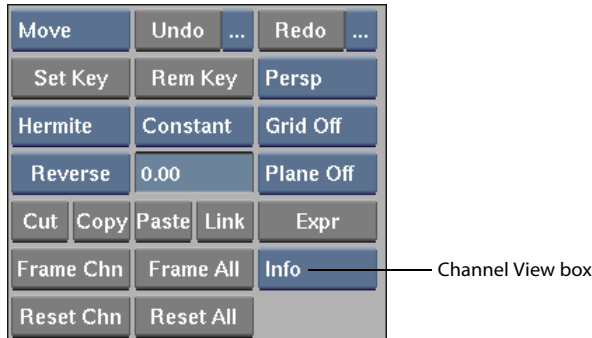 Move Undo ... Redo ...
Set Key Rem Key Persp
Hermite Constant Grid Off
Reverse 0.00 Plane Off
Cut Copy Paste Link Expr
Frame Chn Frame All Info Channel View box
Reset Chn Reset All